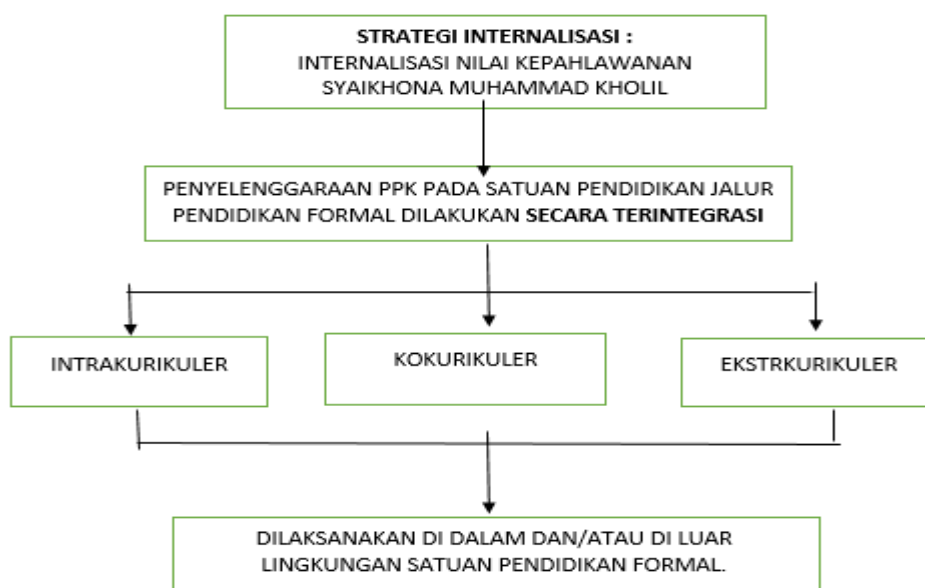 STRATEGI INTERNALISASI :
INTERNALISASI NILAI KEPAHLAWANAN
SYAIKHONA MUHAMMAD KHOLIL
PENYELENGGARAAN PPK PADA SATUAN PENDIDIKAN JALUR
PENDIDIKAN FORMAL DILAKUKAN SECARA TERINTEGRASI
INTRAKURIKULER
KOKURIKULER
EKSTRKURIKULER
DILAKSANAKAN DI DALAM DAN/ATAU DI LUAR
LINGKUNGAN SATUAN PENDIDIKAN FORMAL.